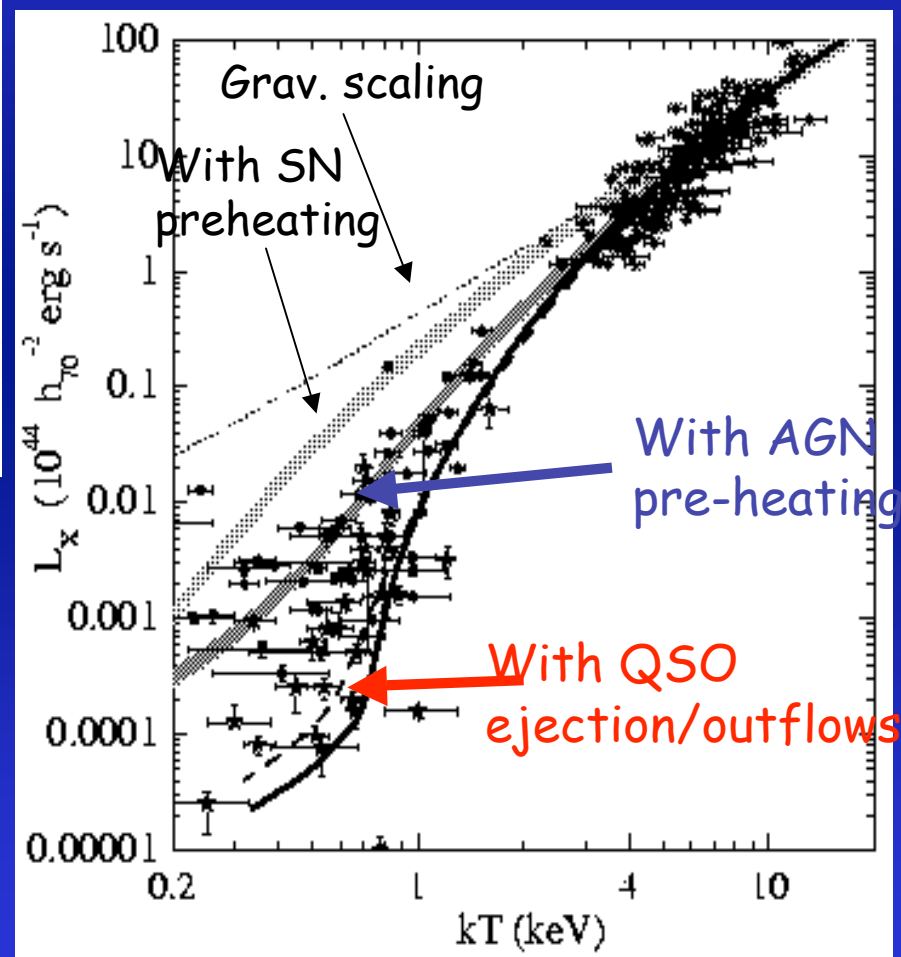 100
10
1
0.1
0.01
0.001
0.0001
0.00001
L_x (10^44 h_70^-2 erg s^-1)
Grav. scaling
With SN
preheating
With AGN
pre-heating
With QSO
ejection/outflows
0.2
1
4
10
kT (keV)